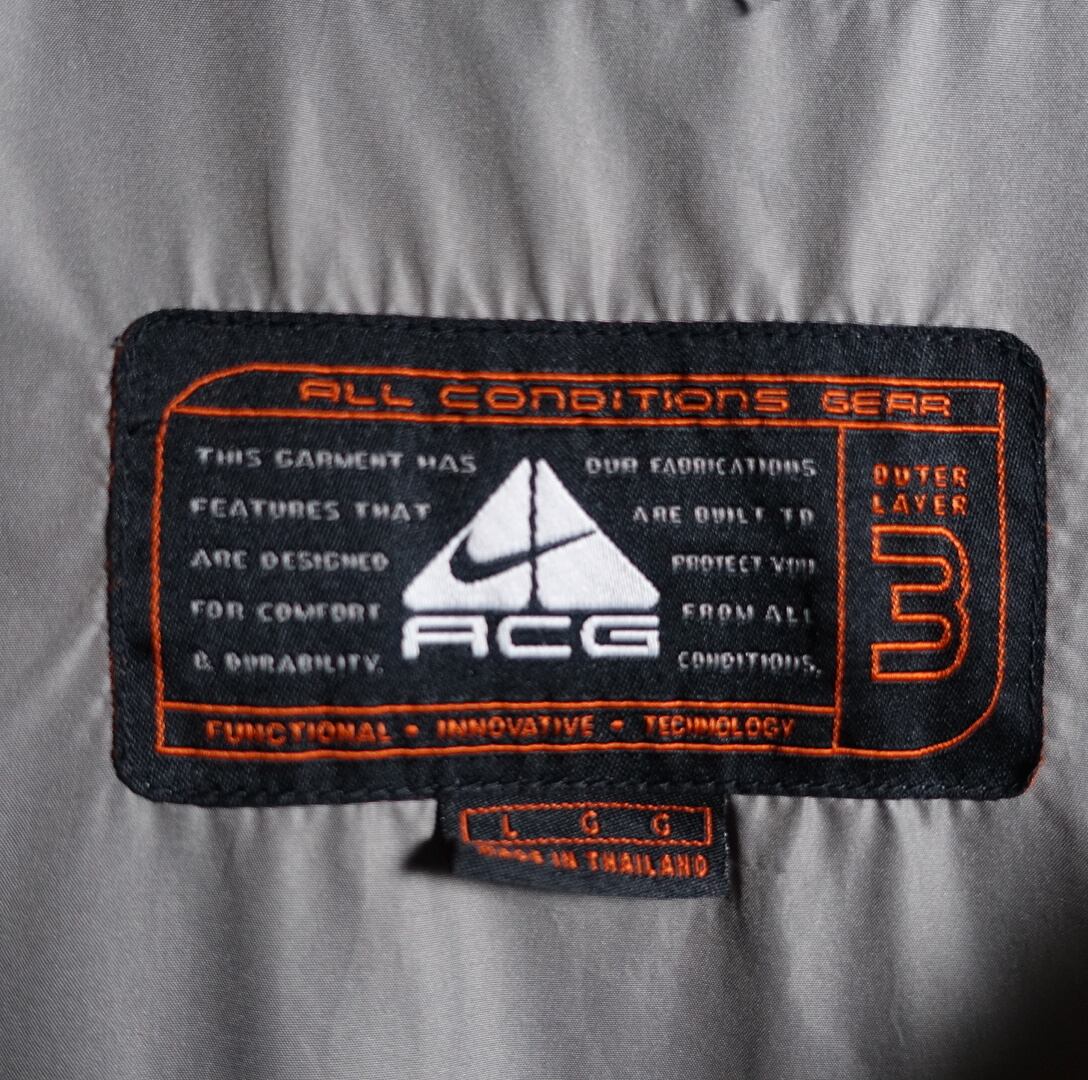 ALL CONDITIONS GEAR
THIS GARMENT HAS
FEATURES THAT
ARE DESIGNED
FOR COMFORT
& DURABILITY.
ACG
OUR FABRICATIONS
ARE BUILT TO
PROTECT YOU
FROM ALL
CONDITIONS.
OUTER
LAYER
3
FUNCTIONAL • INNOVATIVE • TECHNOLOGY
L G G
MADE IN THAILAND